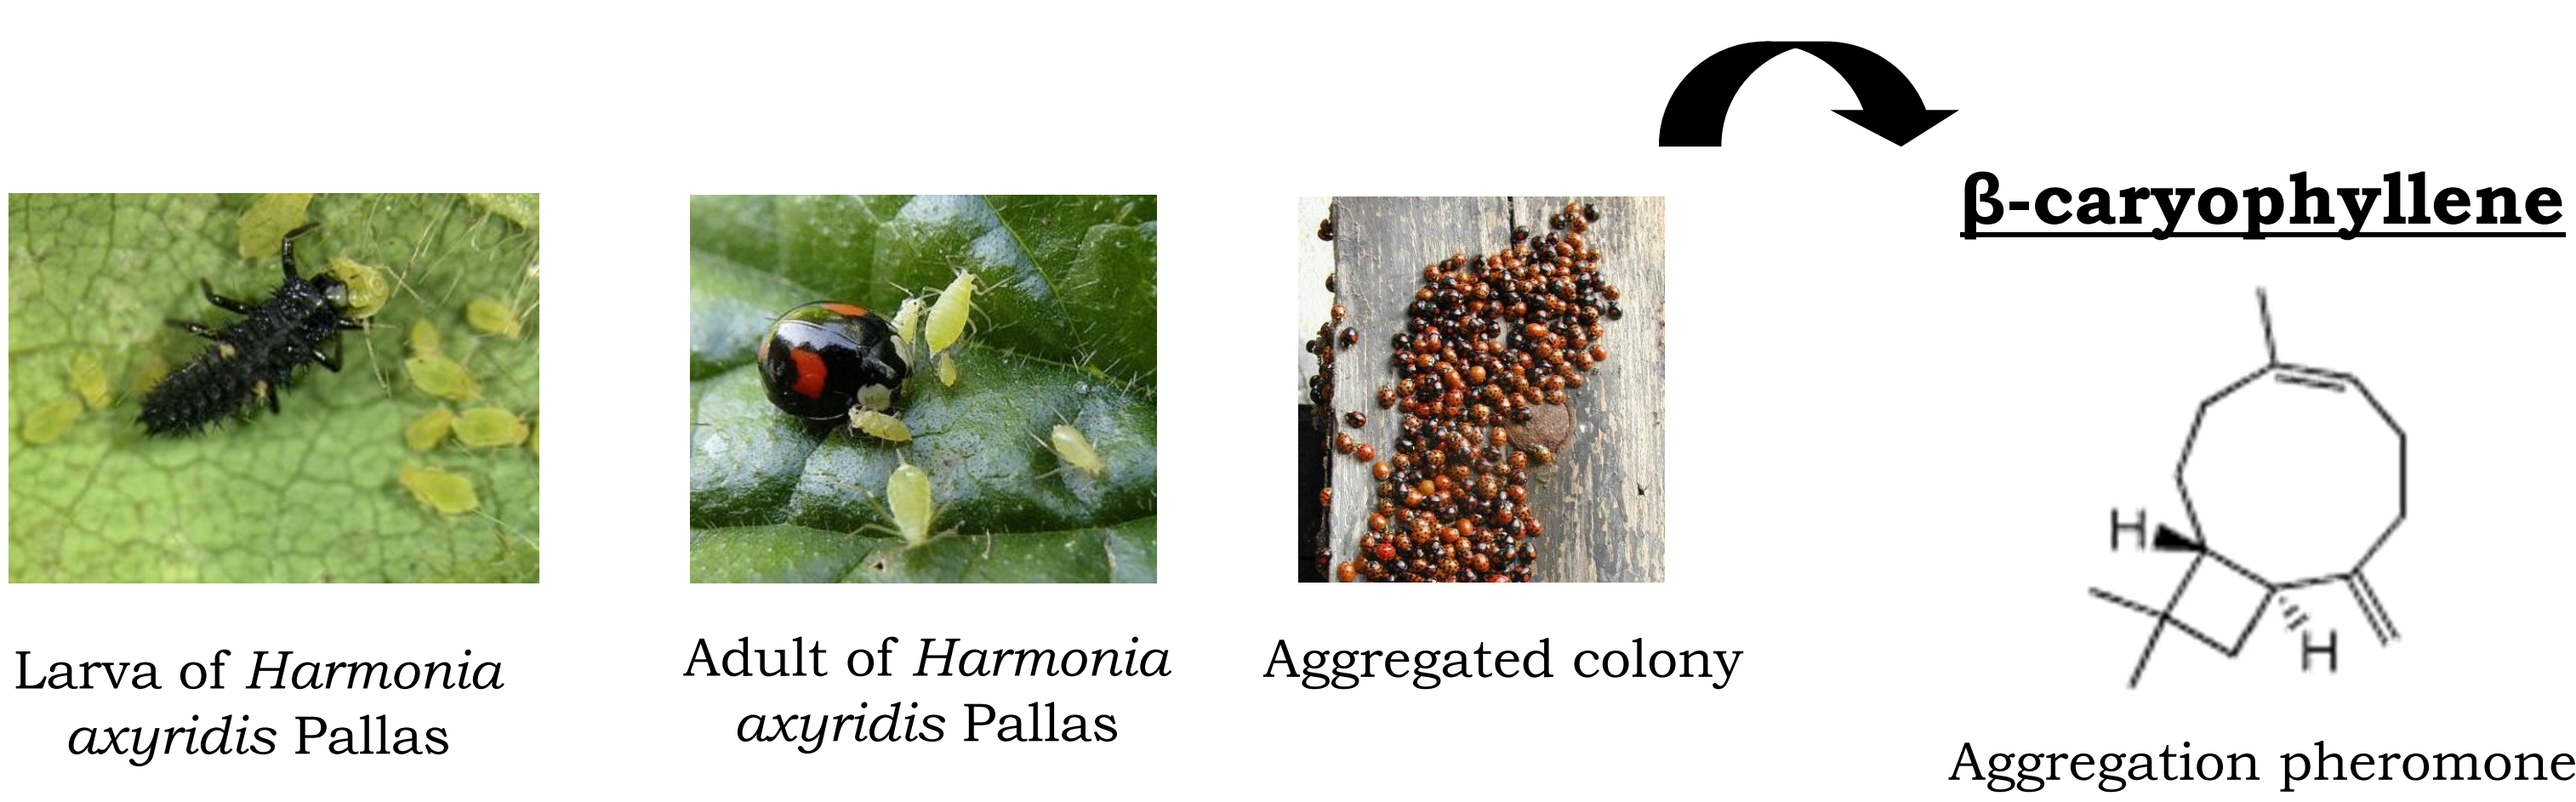 β-caryophyllene
H
H
Larva of Harmonia
axyridis Pallas
Adult of Harmonia
axyridis Pallas
Aggregated colony
Aggregation pheromone